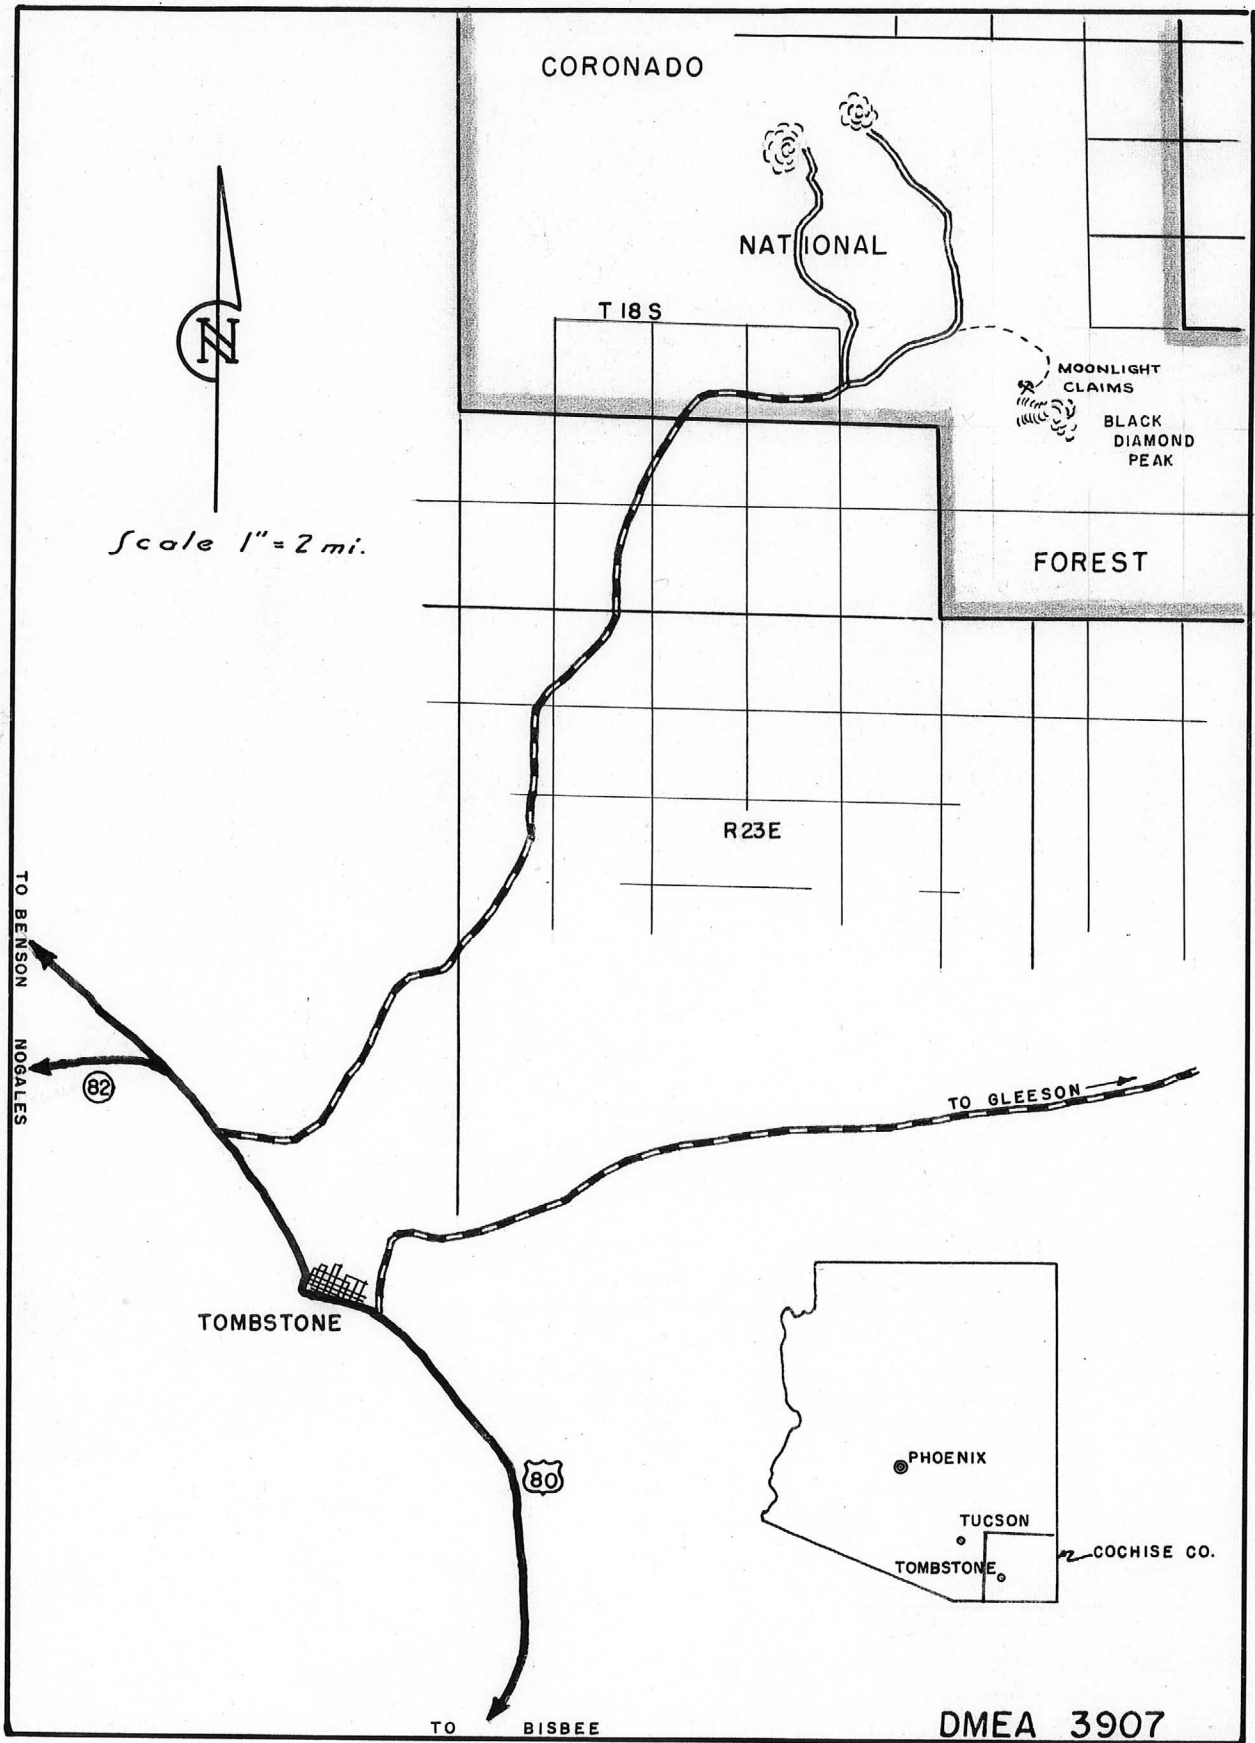 CORONADO
NATIONAL
T 18 S
MOONLIGHT
CLAIMS
BLACK
DIAMOND
PEAK
N
Scale 1" = 2 mi.
FOREST
R 23 E
TO BENSON
NOGALES
82
TO GLEESON
TOMBSTONE
80
PHOENIX
TUCSON
TOMBSTONE
COCHISE CO.
TO BISBEE
DMEA 3907